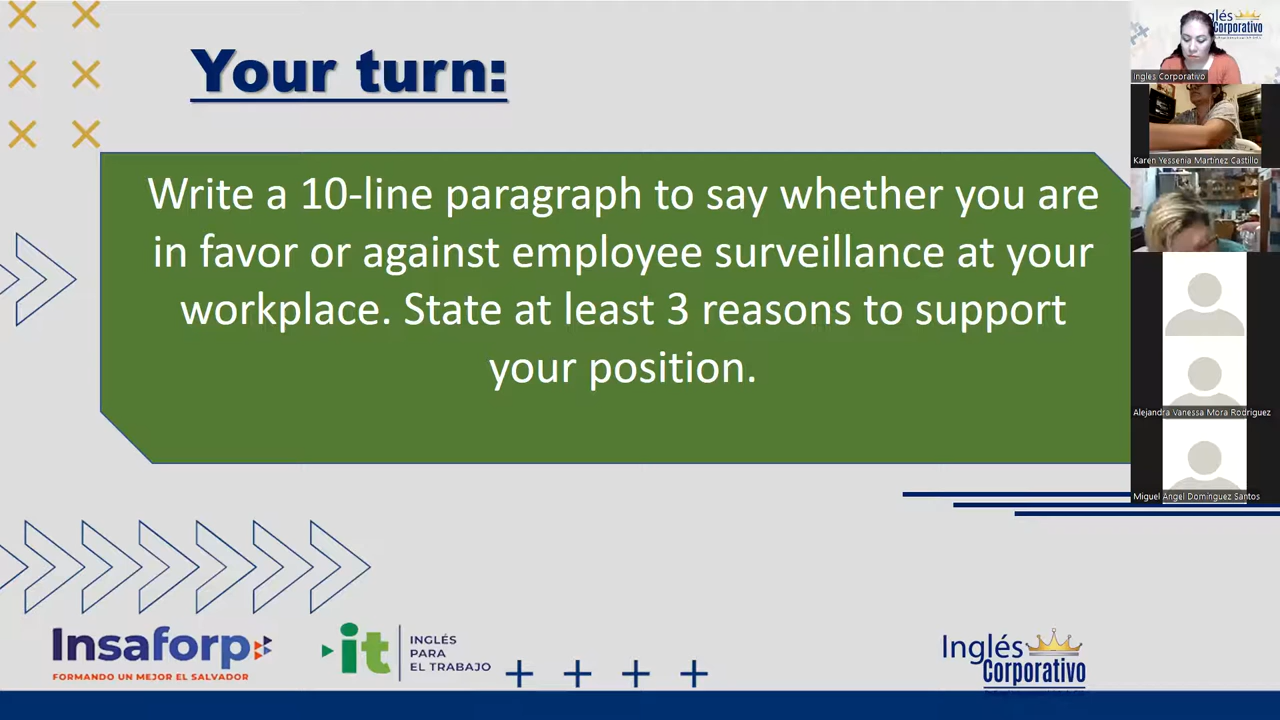 Your turn:
Write a 10-line paragraph to say whether you are
in favor or against employee surveillance at your
workplace. State at least 3 reasons to support
your position.
Insaforp
FORMANDO UN MEJOR EL SALVADOR
it
INGLÉS
PARA
EL TRABAJO
Inglés
Corporativo
glés
Corporativo
Ingles Corporativo
Karen Yessenia Martinez Castillo
Alejandra Vanessa Mora Rodriguez
Miguel Angel Dominguez Santos